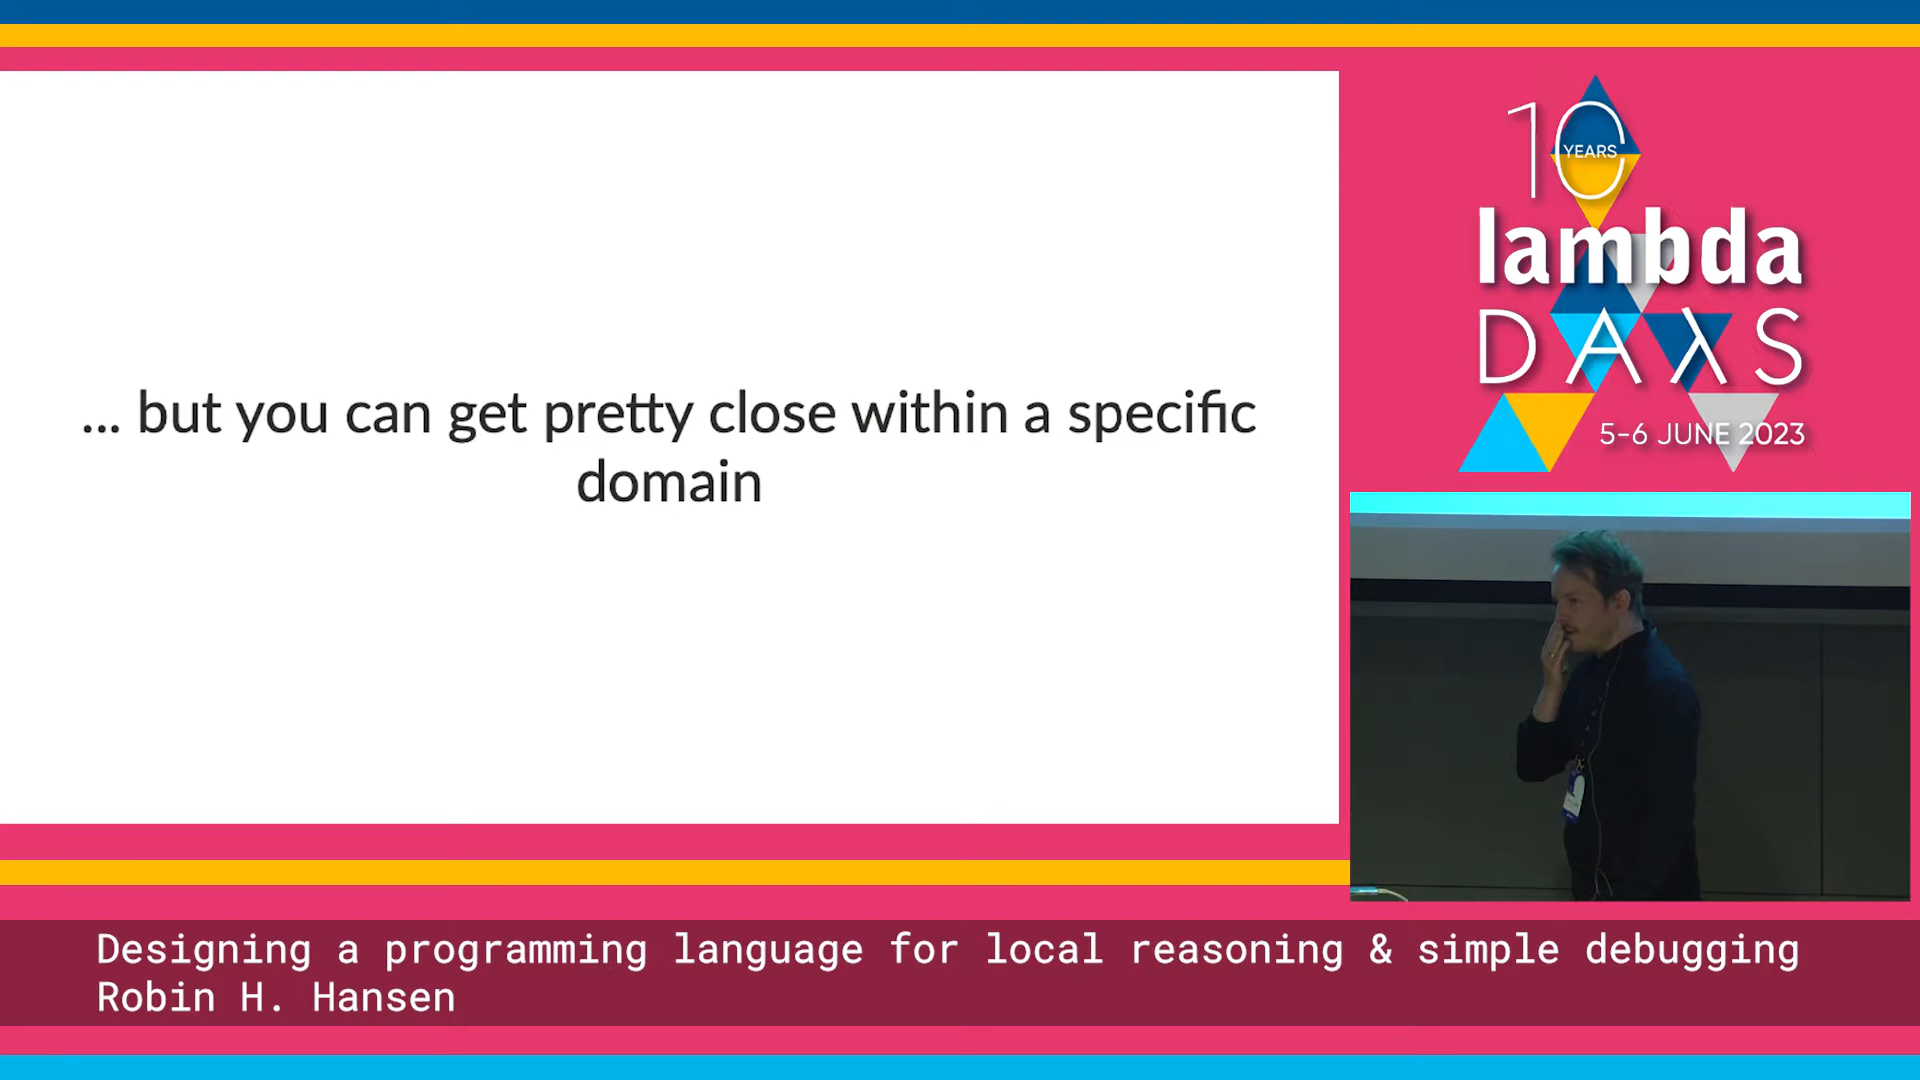 ... but you can get pretty close within a specific
domain
10
YEARS
lambda
DAλS
5-6 JUNE 2023
Designing a programming language for local reasoning & simple debugging
Robin H. Hansen